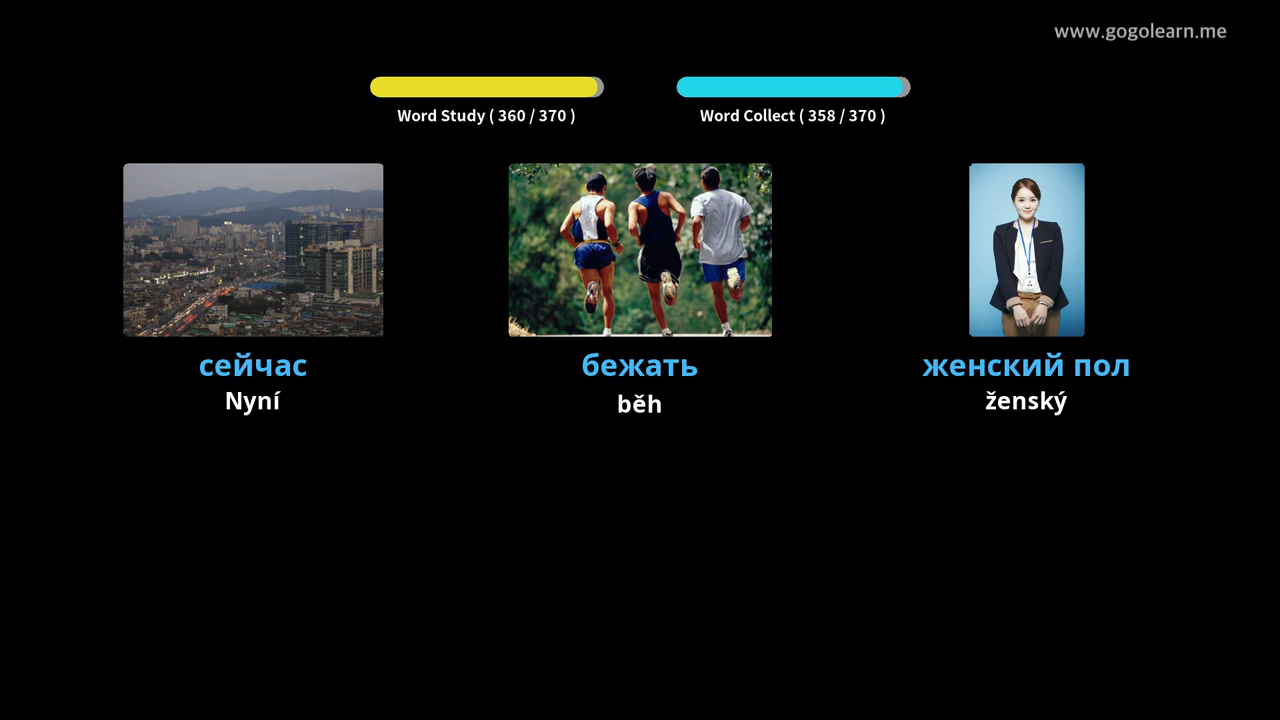 www.gogolearn.me
Word Study ( 360 / 370 )
Word Collect ( 358 / 370 )
сейчас
Nyní
бежать
běh
женский пол
ženský